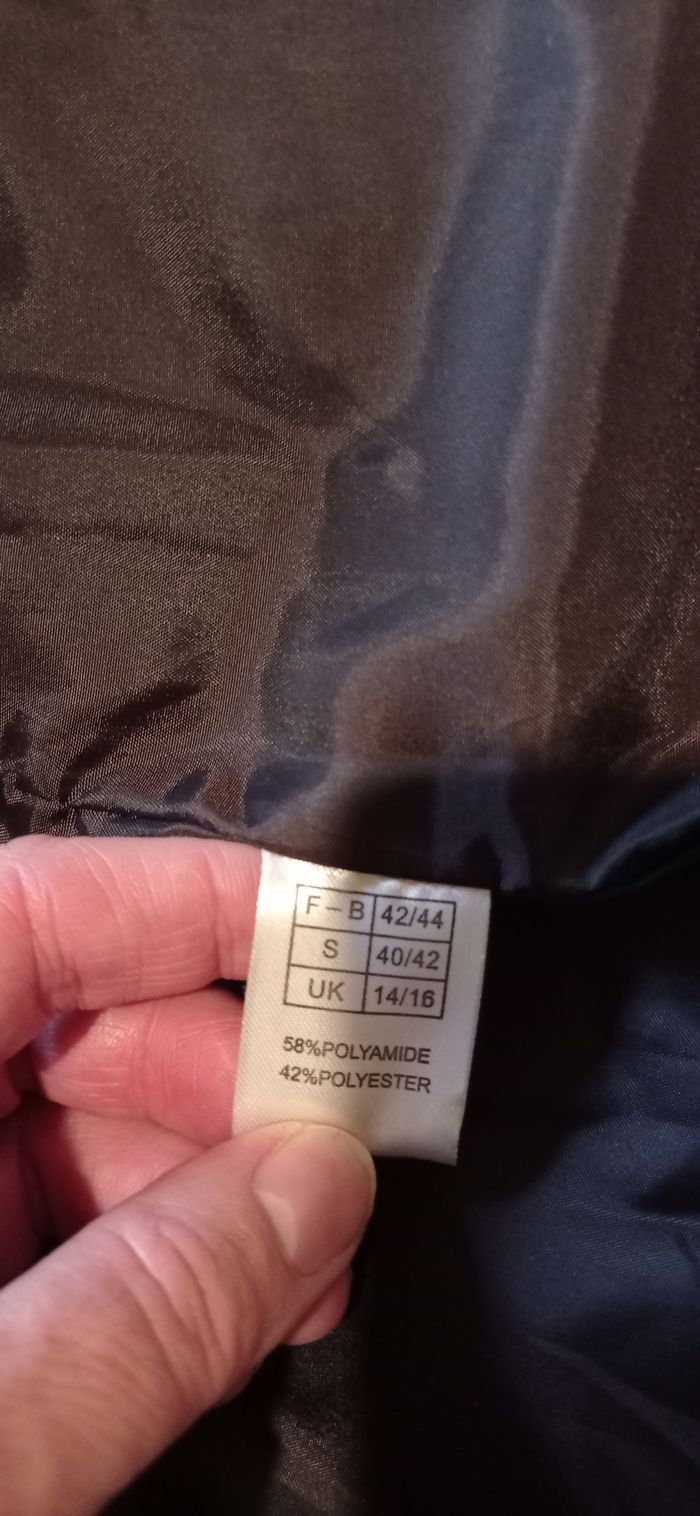 F-B 42/44
S 40/42
UK 14/16
58%POLYAMIDE
42%POLYESTER